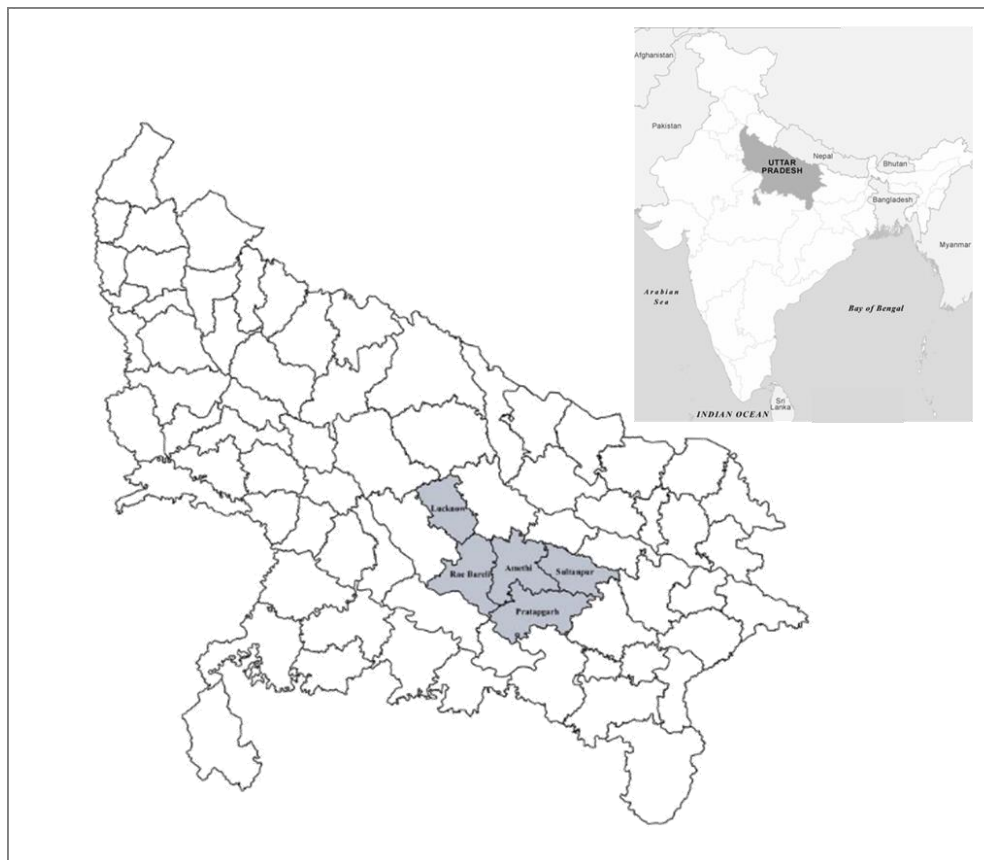 Afghanistan
Pakistan
Nepal
UTTAR
PRADESH
Bhutan
Bangladesh
Myanmar
Arabian
Sea
Bay of Bengal
Sri
Lanka
INDIAN OCEAN
Lucknow
Rae Bareli
Amethi
Sultanpur
Pratapgarh